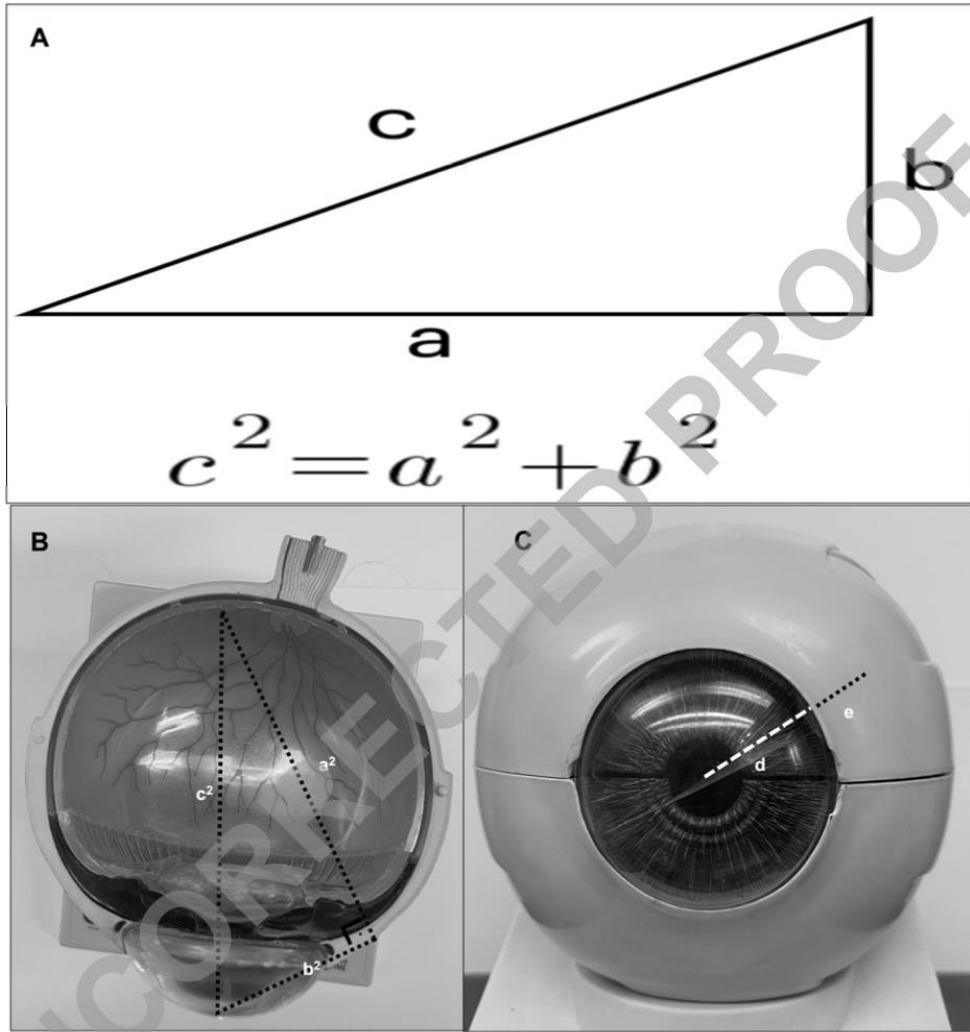 A
c
b
a
c² = a² + b²
B
C
a²
c²
b²
d
e
UNCORRECTED PROOF